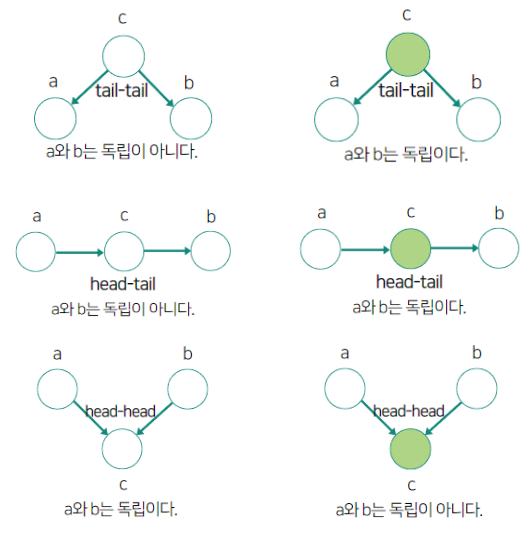 c c
a tail-tail b a tail-tail b
a와 b는 독립이 아니다. a와 b는 독립이다.
a c b a c b
head-tail head-tail
a와 b는 독립이 아니다. a와 b는 독립이다.
a b a b
head-head head-head
c c
a와 b는 독립이다. a와 b는 독립이 아니다.